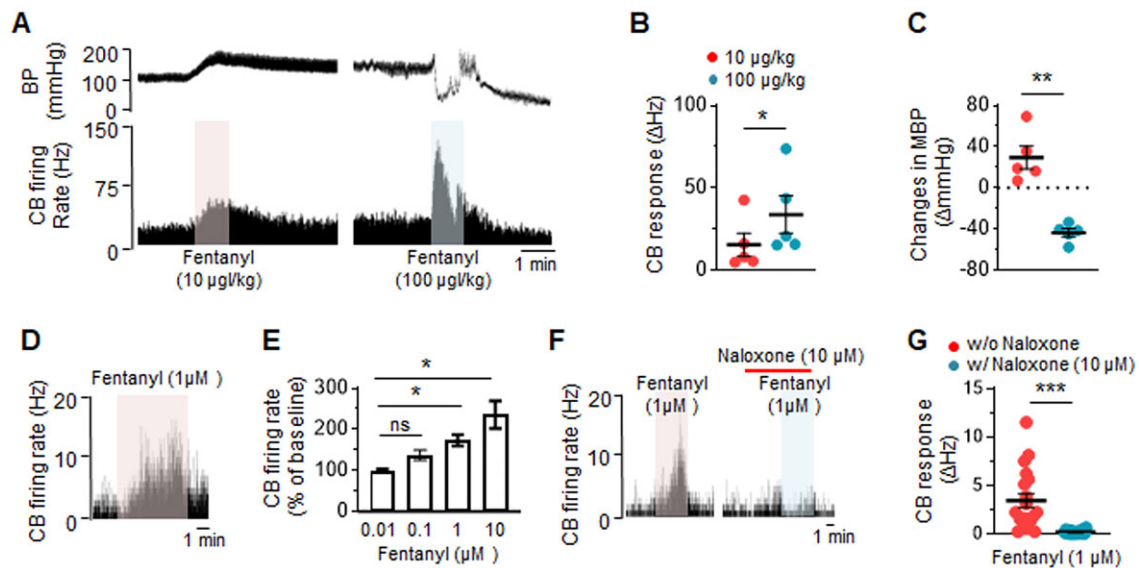 A
BP
(mmHg)
200
100
0
CB firing
Rate (Hz)
150
75
0
Fentanyl
(10 µgl/kg)
Fentanyl
(100 µgl/kg)
1 min
B
10 µg/kg
100 µg/kg
CB response (ΔHz)
100
50
0
*
C
Changes in MBP
(ΔmmHg)
80
40
0
-40
-80
**
D
Fentanyl (1µM )
CB firing rate (Hz)
20
10
0
1 min
E
CB firing rate
(% of baseline)
300
200
150
100
50
0
*
*
ns
0.01 0.1 1 10
Fentanyl (µM )
F
Naloxone (10 µM)
Fentanyl
(1µM )
Fentanyl
(1µM )
CB firing rate (Hz)
20
10
0
1 min
G
w/o Naloxone
w/ Naloxone (10 µM)
CB response
(ΔHz)
15
10
5
0
***
Fentanyl (1 µM)